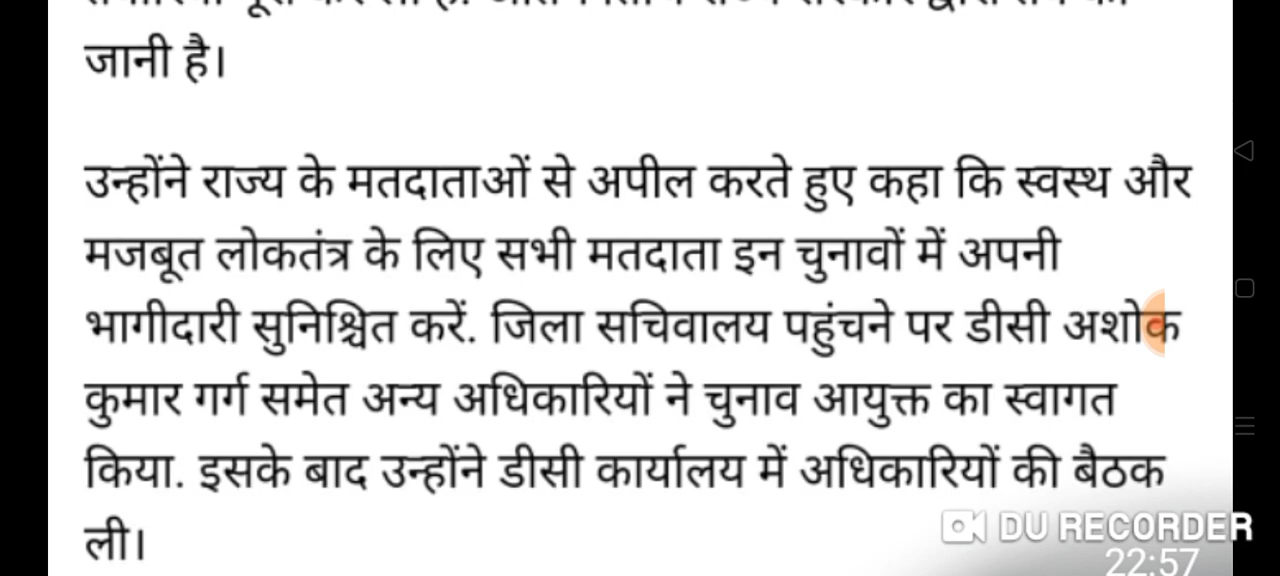 जानी है।
उन्होंने राज्य के मतदाताओं से अपील करते हुए कहा कि स्वस्थ और
मजबूत लोकतंत्र के लिए सभी मतदाता इन चुनावों में अपनी
भागीदारी सुनिश्चित करें. जिला सचिवालय पहुंचने पर डीसी अशोक
कुमार गर्ग समेत अन्य अधिकारियों ने चुनाव आयुक्त का स्वागत
किया. इसके बाद उन्होंने डीसी कार्यालय में अधिकारियों की बैठक
ली।
DU RECORDER
22:57